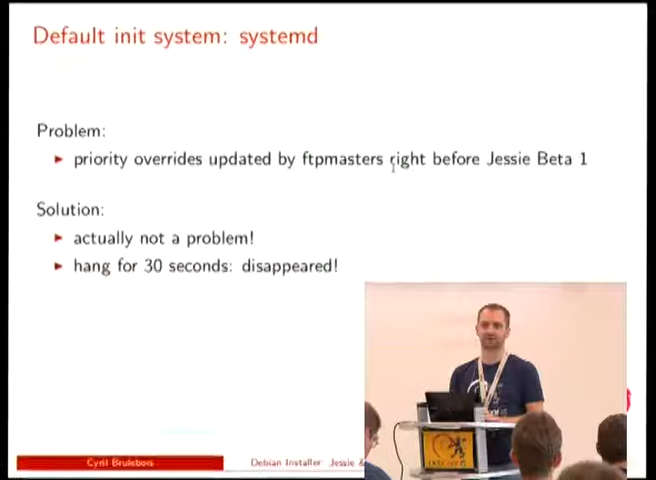 Default init system: systemd
Problem:
priority overrides updated by ftpmasters right before Jessie Beta 1
Solution:
actually not a problem!
hang for 30 seconds: disappeared!
Cyril Brulebois
Debian Installer: Jessie &